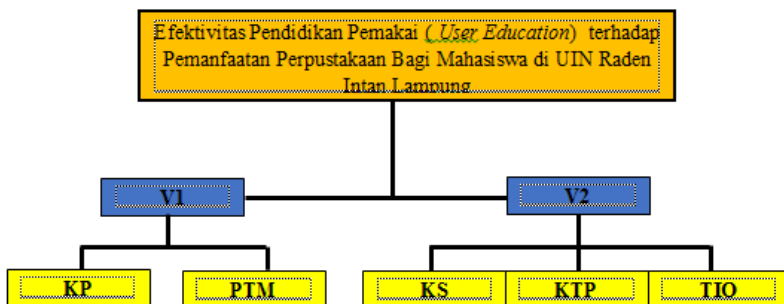 Efektivitas Pendidikan Pemakai ( User Education) terhadap
Pemanfaatan Perpustakaan Bagi Mahasiswa di UIN Raden
Intan Lampung
V1
V2
KP
PTM
KS
KTP
TIO